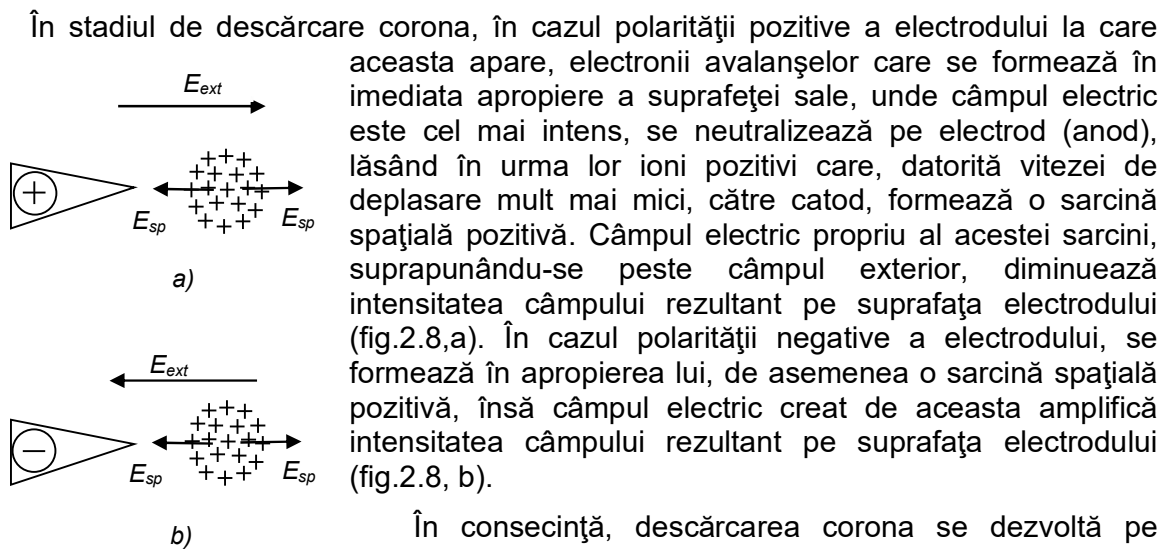 În stadiul de descărcare corona, în cazul polarităţii pozitive a electrodului la care
aceasta apare, electronii avalanşelor care se formează în
imediata apropiere a suprafeţei sale, unde câmpul electric
este cel mai intens, se neutralizează pe electrod (anod),
lăsând în urma lor ioni pozitivi care, datorită vitezei de
deplasare mult mai mici, către catod, formează o sarcină
spaţială pozitivă. Câmpul electric propriu al acestei sarcini,
suprapunându-se peste câmpul exterior, diminuează
intensitatea câmpului rezultant pe suprafaţa electrodului
(fig.2.8,a). În cazul polarităţii negative a electrodului, se
formează în apropierea lui, de asemenea o sarcină spaţială
pozitivă, însă câmpul electric creat de aceasta amplifică
intensitatea câmpului rezultant pe suprafaţa electrodului
(fig.2.8, b).
În consecinţă, descărcarea corona se dezvoltă pe
E_ext
+
E_sp
E_sp
a)
E_ext
−
E_sp
E_sp
b)